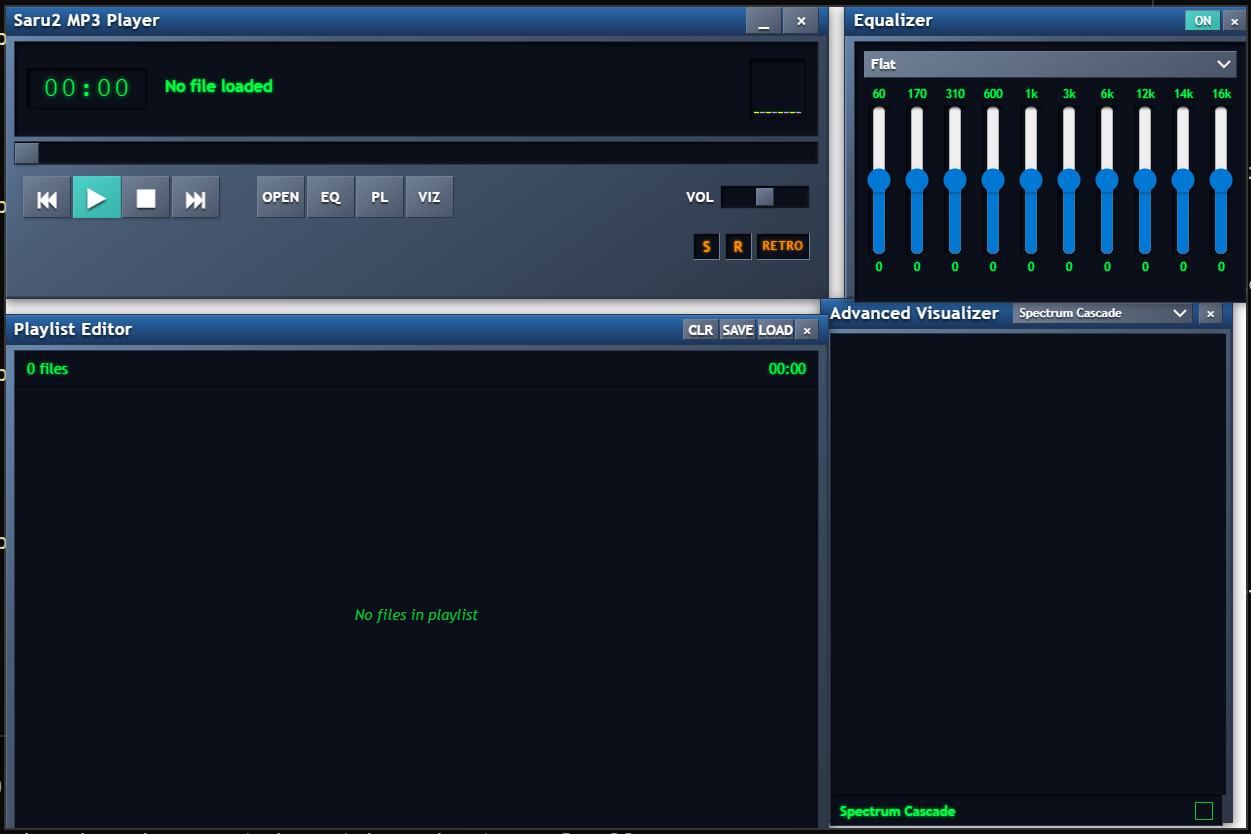 Saru2 MP3 Player
00:00
No file loaded
OPEN EQ PL VIZ
VOL
S R RETRO
Equalizer
ON
Flat
60 170 310 600 1k 3k 6k 12k 14k 16k
0 0 0 0 0 0 0 0 0 0
Playlist Editor
CLR SAVE LOAD
0 files
00:00
No files in playlist
Advanced Visualizer
Spectrum Cascade
Spectrum Cascade